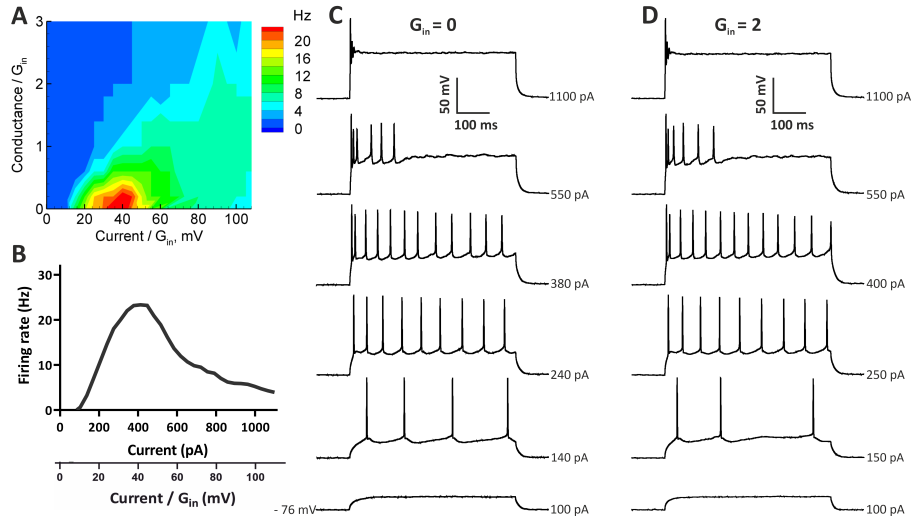 A
Hz
20
16
12
8
4
0
Conductance / Gin
3
2
1
0
0
20
40
60
80
100
Current / Gin, mV
B
Firing rate (Hz)
30
20
10
0
0
200
400
600
800
1000
Current (pA)
0
20
40
60
80
100
Current / Gin (mV)
C
Gin = 0
50 mV
100 ms
1100 pA
550 pA
380 pA
240 pA
140 pA
- 76 mV
100 pA
D
Gin = 2
50 mV
100 ms
1100 pA
550 pA
400 pA
250 pA
150 pA
100 pA